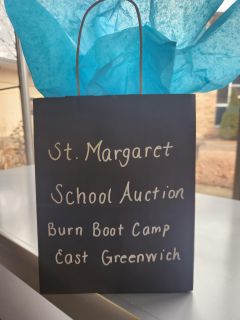 St. Margaret
School Auction
Burn Boot Camp
East Greenwich